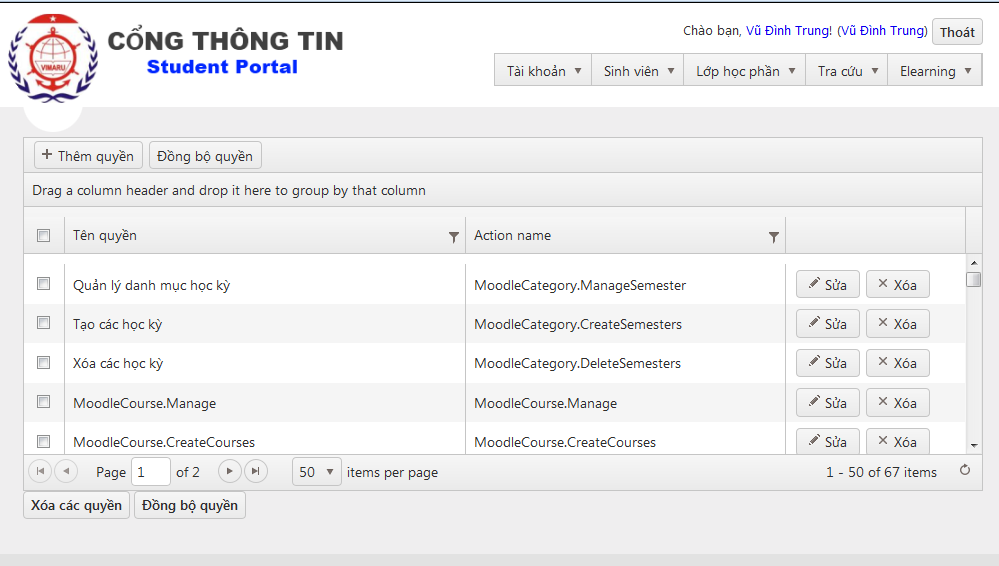 Chào bạn, Vũ Đình Trung! (Vũ Đình Trung) Thoát
CỔNG THÔNG TIN
Student Portal
VIMARU
Tài khoản Sinh viên Lớp học phần Tra cứu Elearning
+ Thêm quyền Đồng bộ quyền
Drag a column header and drop it here to group by that column
Tên quyền Action name
Quản lý danh mục học kỳ MoodleCategory.ManageSemester Sửa Xóa
Tạo các học kỳ MoodleCategory.CreateSemesters Sửa Xóa
Xóa các học kỳ MoodleCategory.DeleteSemesters Sửa Xóa
MoodleCourse.Manage MoodleCourse.Manage Sửa Xóa
MoodleCourse.CreateCourses MoodleCourse.CreateCourses Sửa Xóa
Page 1 of 2 50 items per page 1 - 50 of 67 items
Xóa các quyền Đồng bộ quyền